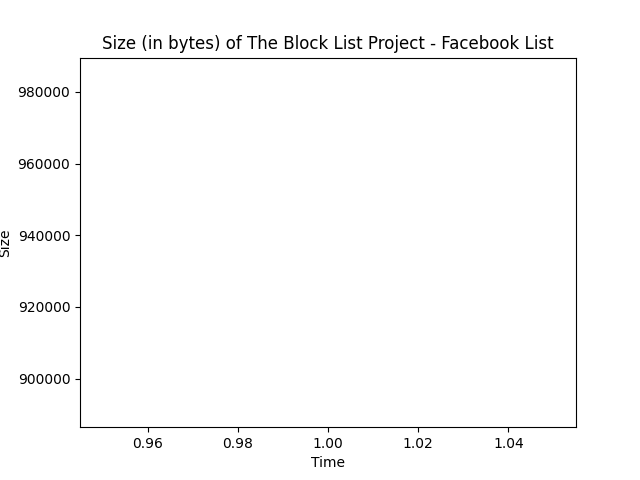 Size (in bytes) of The Block List Project - Facebook List
980000
960000
940000
920000
900000
Size
0.96 0.98 1.00 1.02 1.04
Time